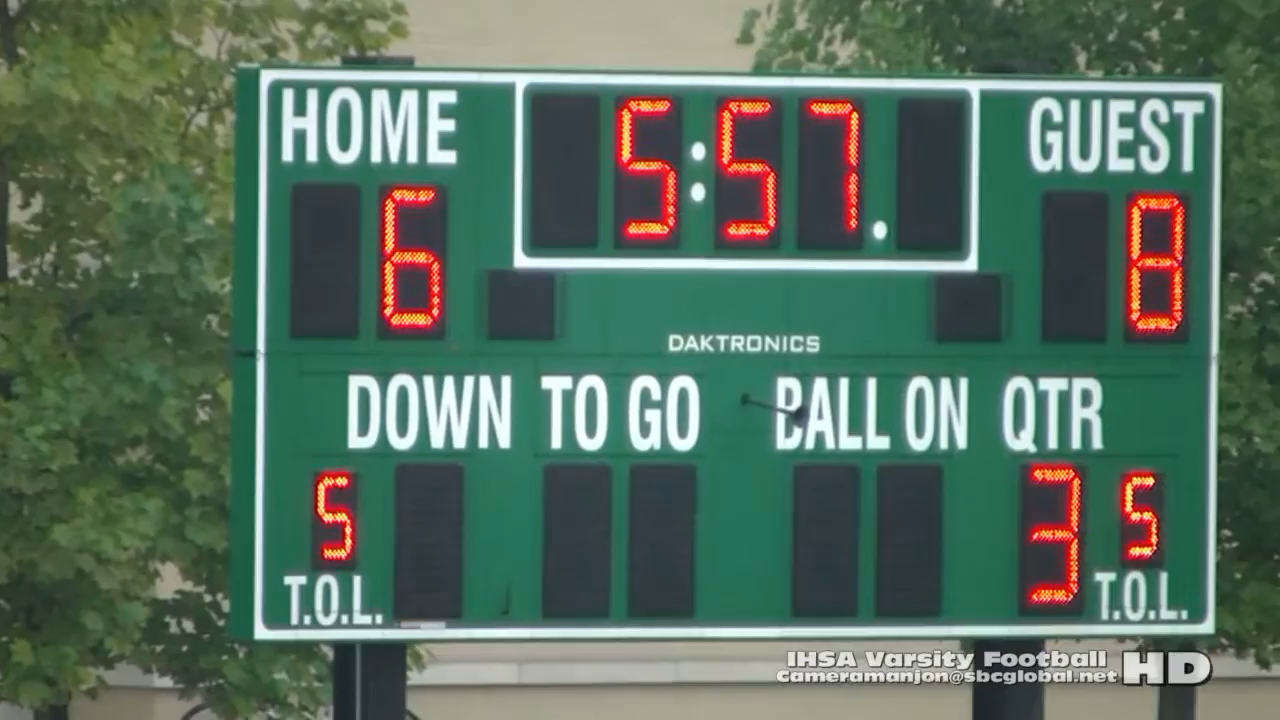 HOME 5:57. GUEST
6 8
DAKTRONICS
DOWN TO GO BALL ON QTR
5 3 5
T.O.L. T.O.L.
IHSA Varsity Football HD
Cameramanjon@sbcglobal.net